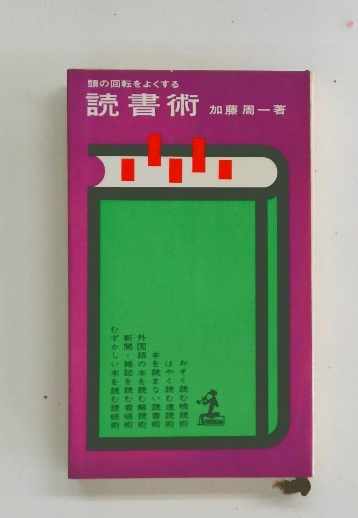 頭の回転をよくする
読書術 加藤周一著
おそく読む精読術
はやく読む速読術
本を読まない読書術
外国語の本を読む解読術
新聞・雑誌を読む看破術
むずかしい本を読む読破術